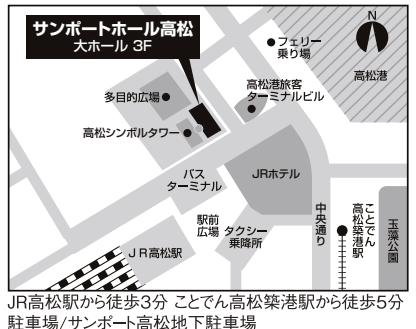 サンポートホール高松
大ホール 3F
N
フェリー
乗り場
高松港
多目的広場
高松港旅客
ターミナルビル
高松シンボルタワー
バス
ターミナル
JRホテル
駅前
広場
タクシー
乗降所
中央通り
ことでん
高松築港駅
玉藻公園
JR高松駅
JR高松駅から徒歩3分 ことでん高松築港駅から徒歩5分
駐車場/サンポート高松地下駐車場